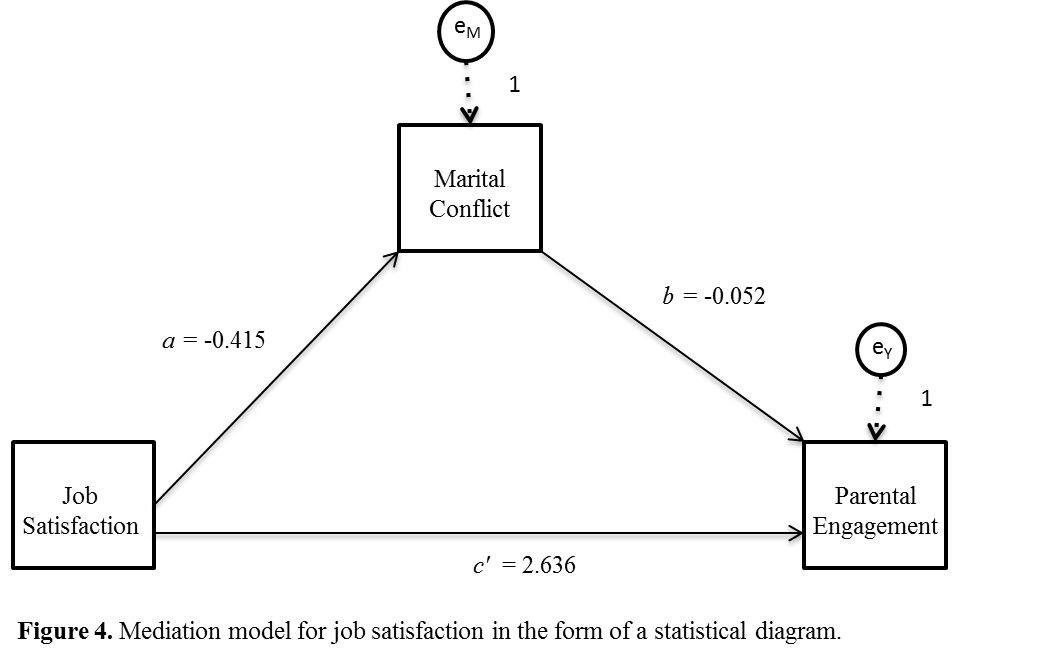 eM
1
Marital
Conflict
b = -0.052
a = -0.415
eY
1
Job
Satisfaction
Parental
Engagement
c′ = 2.636
Figure 4. Mediation model for job satisfaction in the form of a statistical diagram.